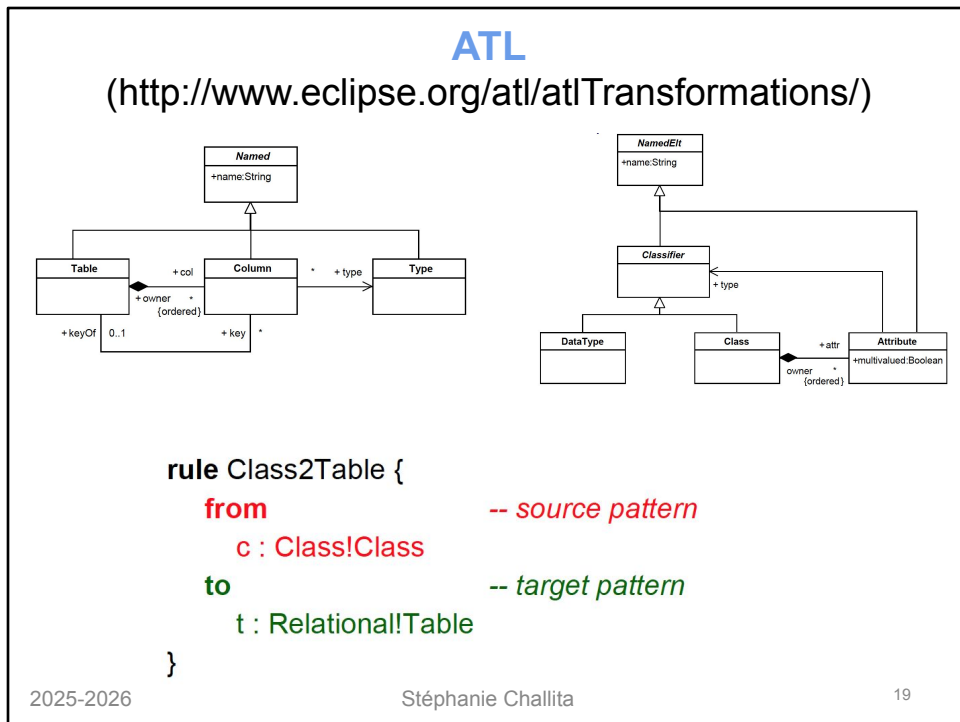 ATL
(http://www.eclipse.org/atl/atlTransformations/)
Named
+name:String
Table
+ col
Column
*
+ type
Type
+ owner
*
{ordered}
+ keyOf
0..1
+ key
*
NamedElt
+name:String
Classifier
+ type
DataType
Class
+ attr
Attribute
+multivalued:Boolean
owner
*
{ordered}
rule Class2Table {
from -- source pattern
c : Class!Class
to -- target pattern
t : Relational!Table
}
2025-2026 Stéphanie Challita 19